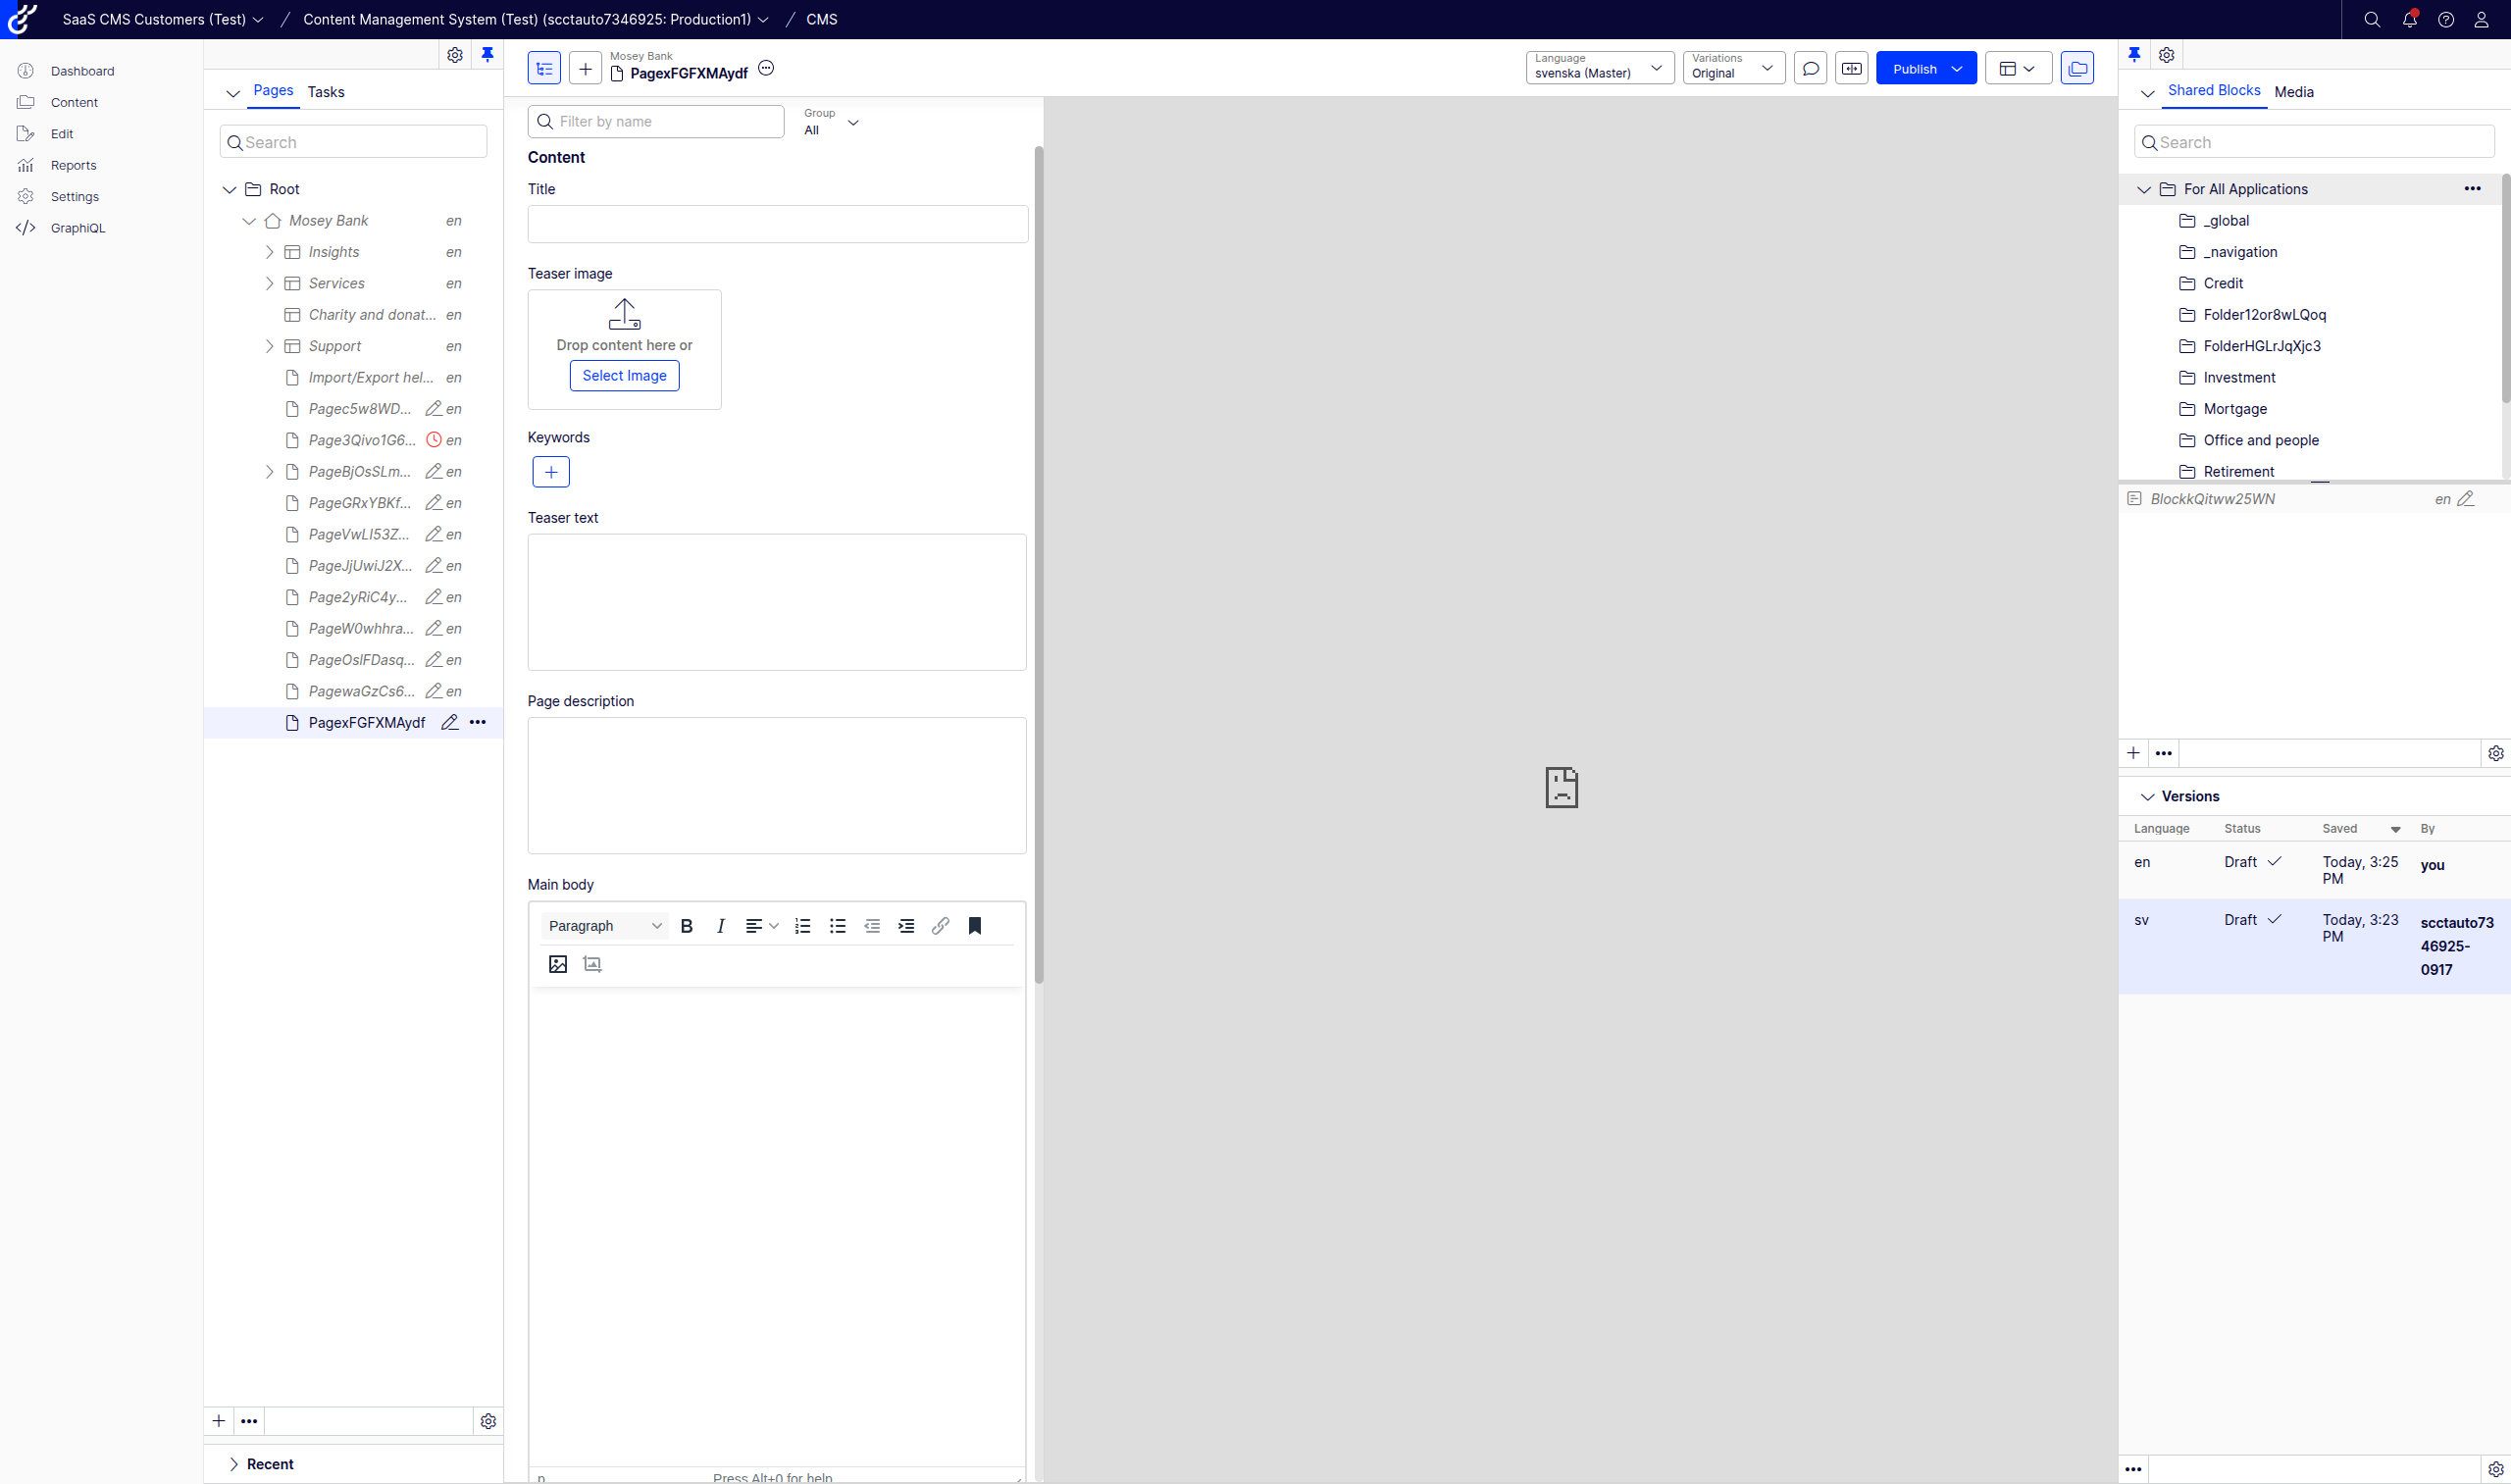 SaaS CMS Customers (Test) / Content Management System (Test) (scctauto7346925: Production1) / CMS
Dashboard
Content
Edit
Reports
Settings
GraphiQL
Pages Tasks
Search
Root
Mosey Bank en
Insights en
Services en
Charity and donat... en
Support en
Import/Export hel... en
Pagec5w8WD... en
Page3Qivo1G6... en
PageBjOsSLm... en
PageGRxYBKf... en
PageVwLI53Z... en
PageJjUwiJ2X... en
Page2yRiC4y... en
PageW0whhra... en
PageOslFDasq... en
PagewaGzCs6... en
PagexFGFXMAydf
Recent
Mosey Bank
PagexFGFXMAydf
Language
svenska (Master)
Variations
Original
Publish
Filter by name
Group
All
Content
Title
Teaser image
Drop content here or
Select Image
Keywords
Teaser text
Page description
Main body
Paragraph
p
Press Alt+0 for help
Shared Blocks Media
Search
For All Applications
_global
_navigation
Credit
Folder12or8wLQoq
FolderHGLrJqXjc3
Investment
Mortgage
Office and people
Retirement
BlockkQitww25WN en
Versions
Language Status Saved By
en Draft Today, 3:25 PM you
sv Draft Today, 3:23 PM scctauto7346925-0917